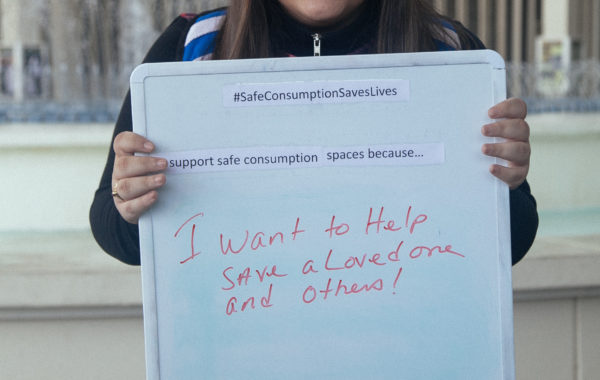 #SafeConsumptionSavesLives
support safe consumption spaces because...
I want to Help
SAve a Loved one
and others!